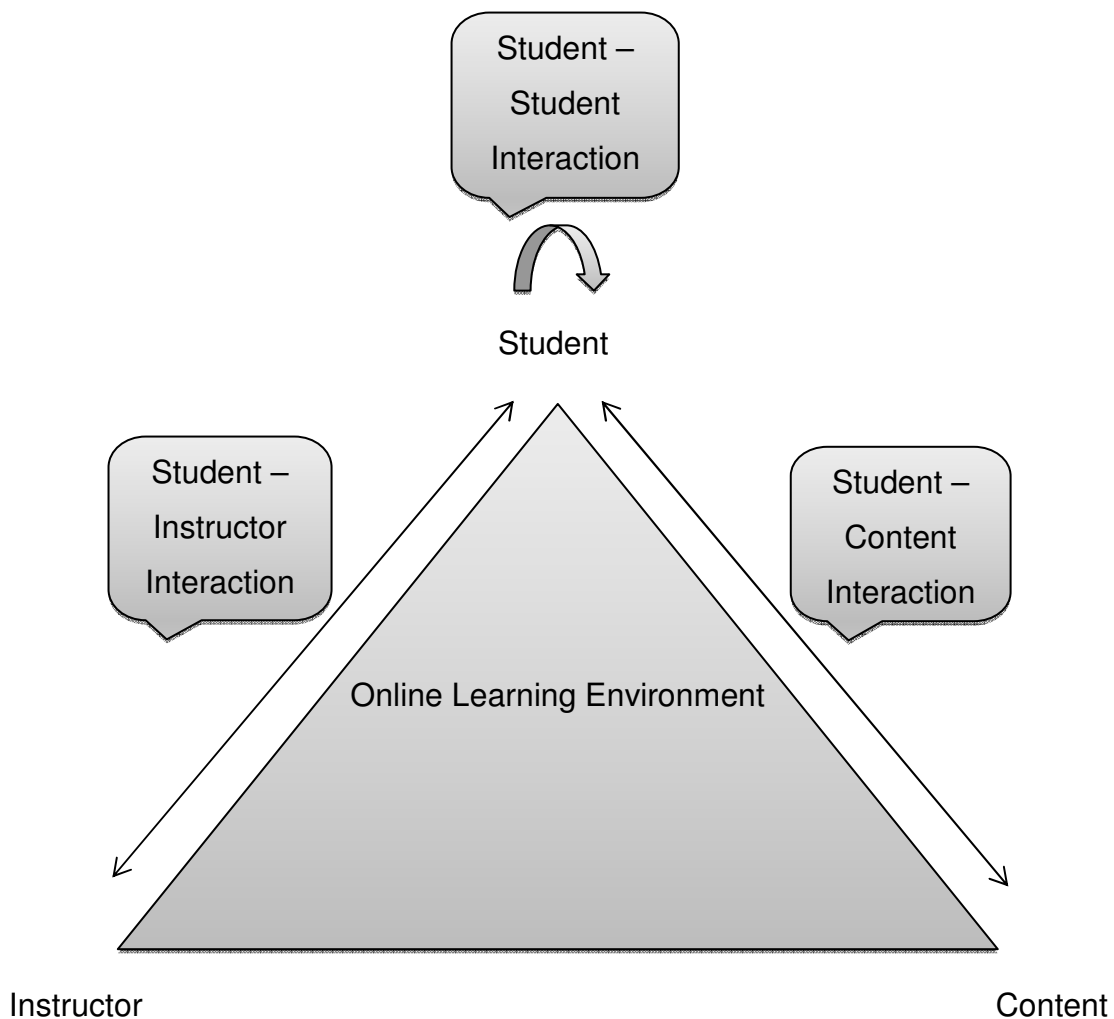 Student –
Student
Interaction
Student
Student –
Instructor
Interaction
Student –
Content
Interaction
Online Learning Environment
Instructor
Content